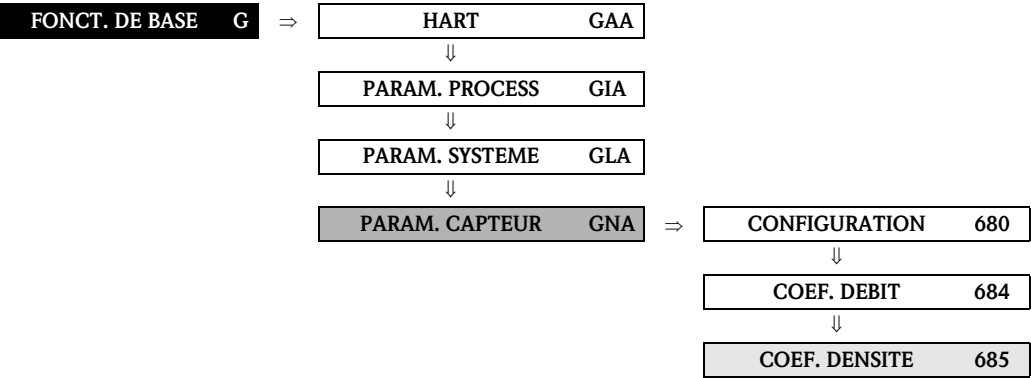 FONCT. DE BASE G ⇒ HART GAA
⇓
PARAM. PROCESS GIA
⇓
PARAM. SYSTEME GLA
⇓
PARAM. CAPTEUR GNA ⇒ CONFIGURATION 680
⇓
COEF. DEBIT 684
⇓
COEF. DENSITE 685